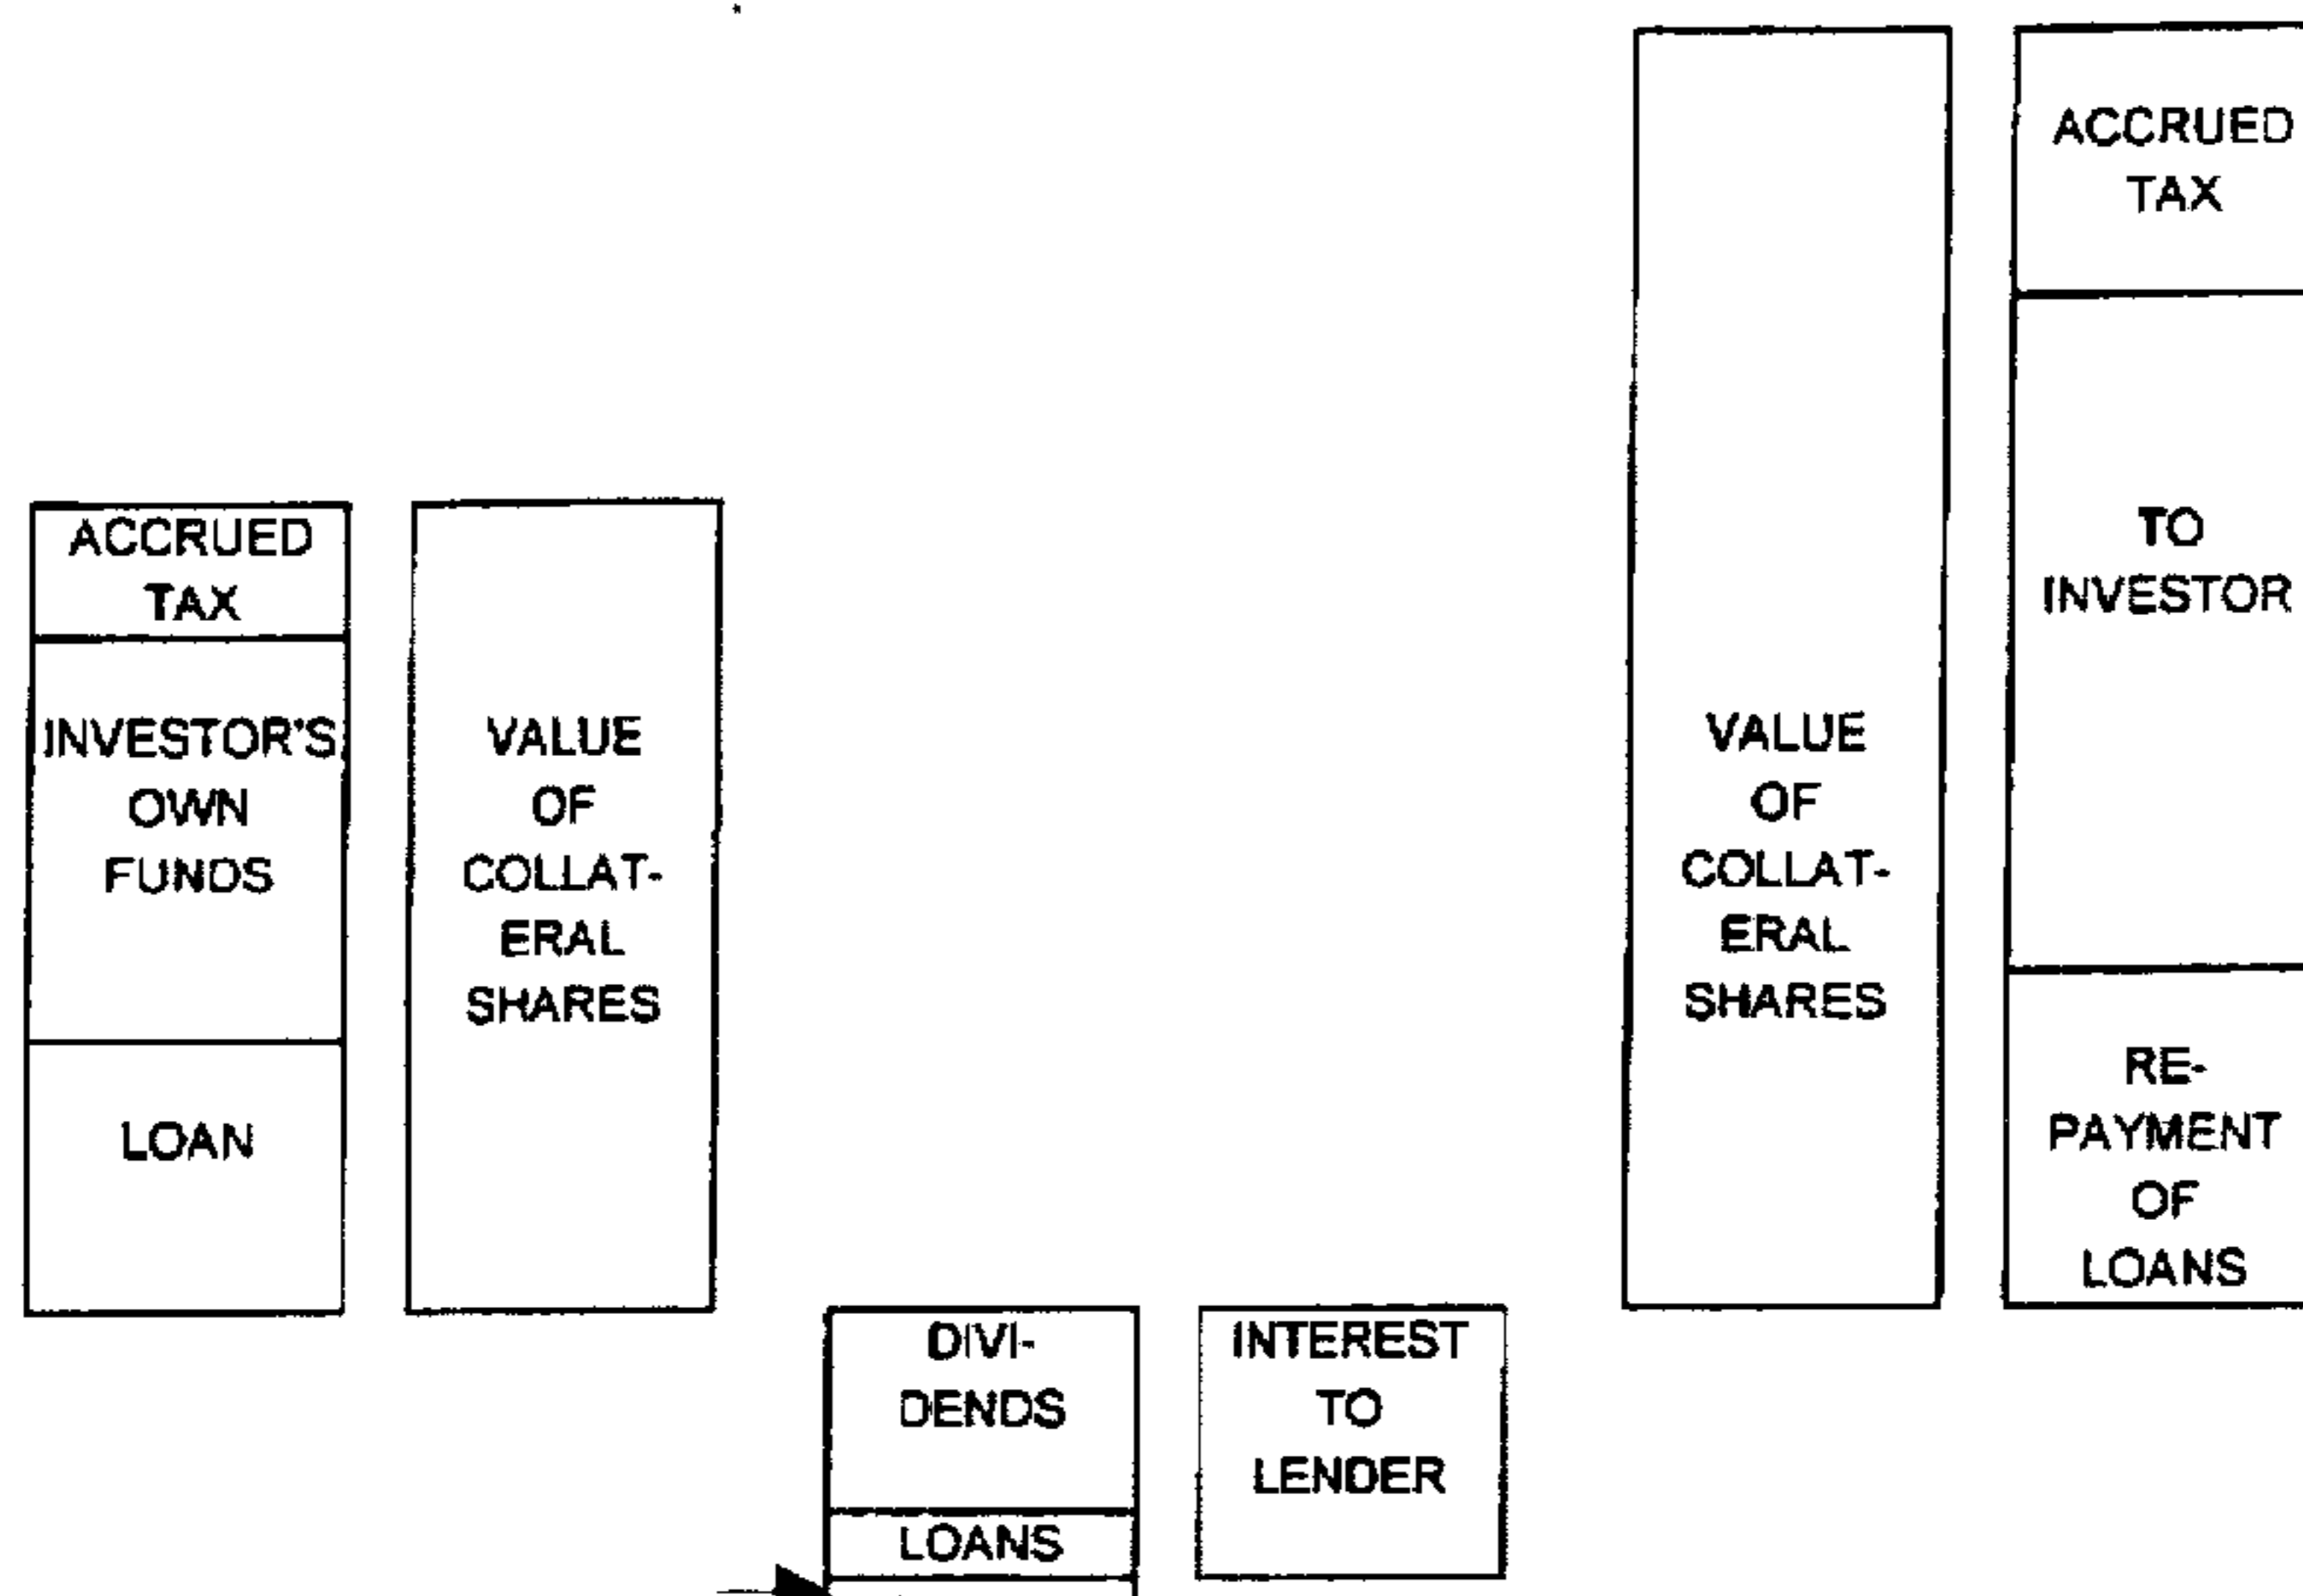 ACCRUED
TAX
INVESTOR'S
OWN
FUNDS
LOAN
VALUE
OF
COLLAT-
ERAL
SHARES
DIVI-
DENDS
LOANS
INTEREST
TO
LENDER
VALUE
OF
COLLAT-
ERAL
SHARES
ACCRUED
TAX
TO
INVESTOR
RE-
PAYMENT
OF
LOANS